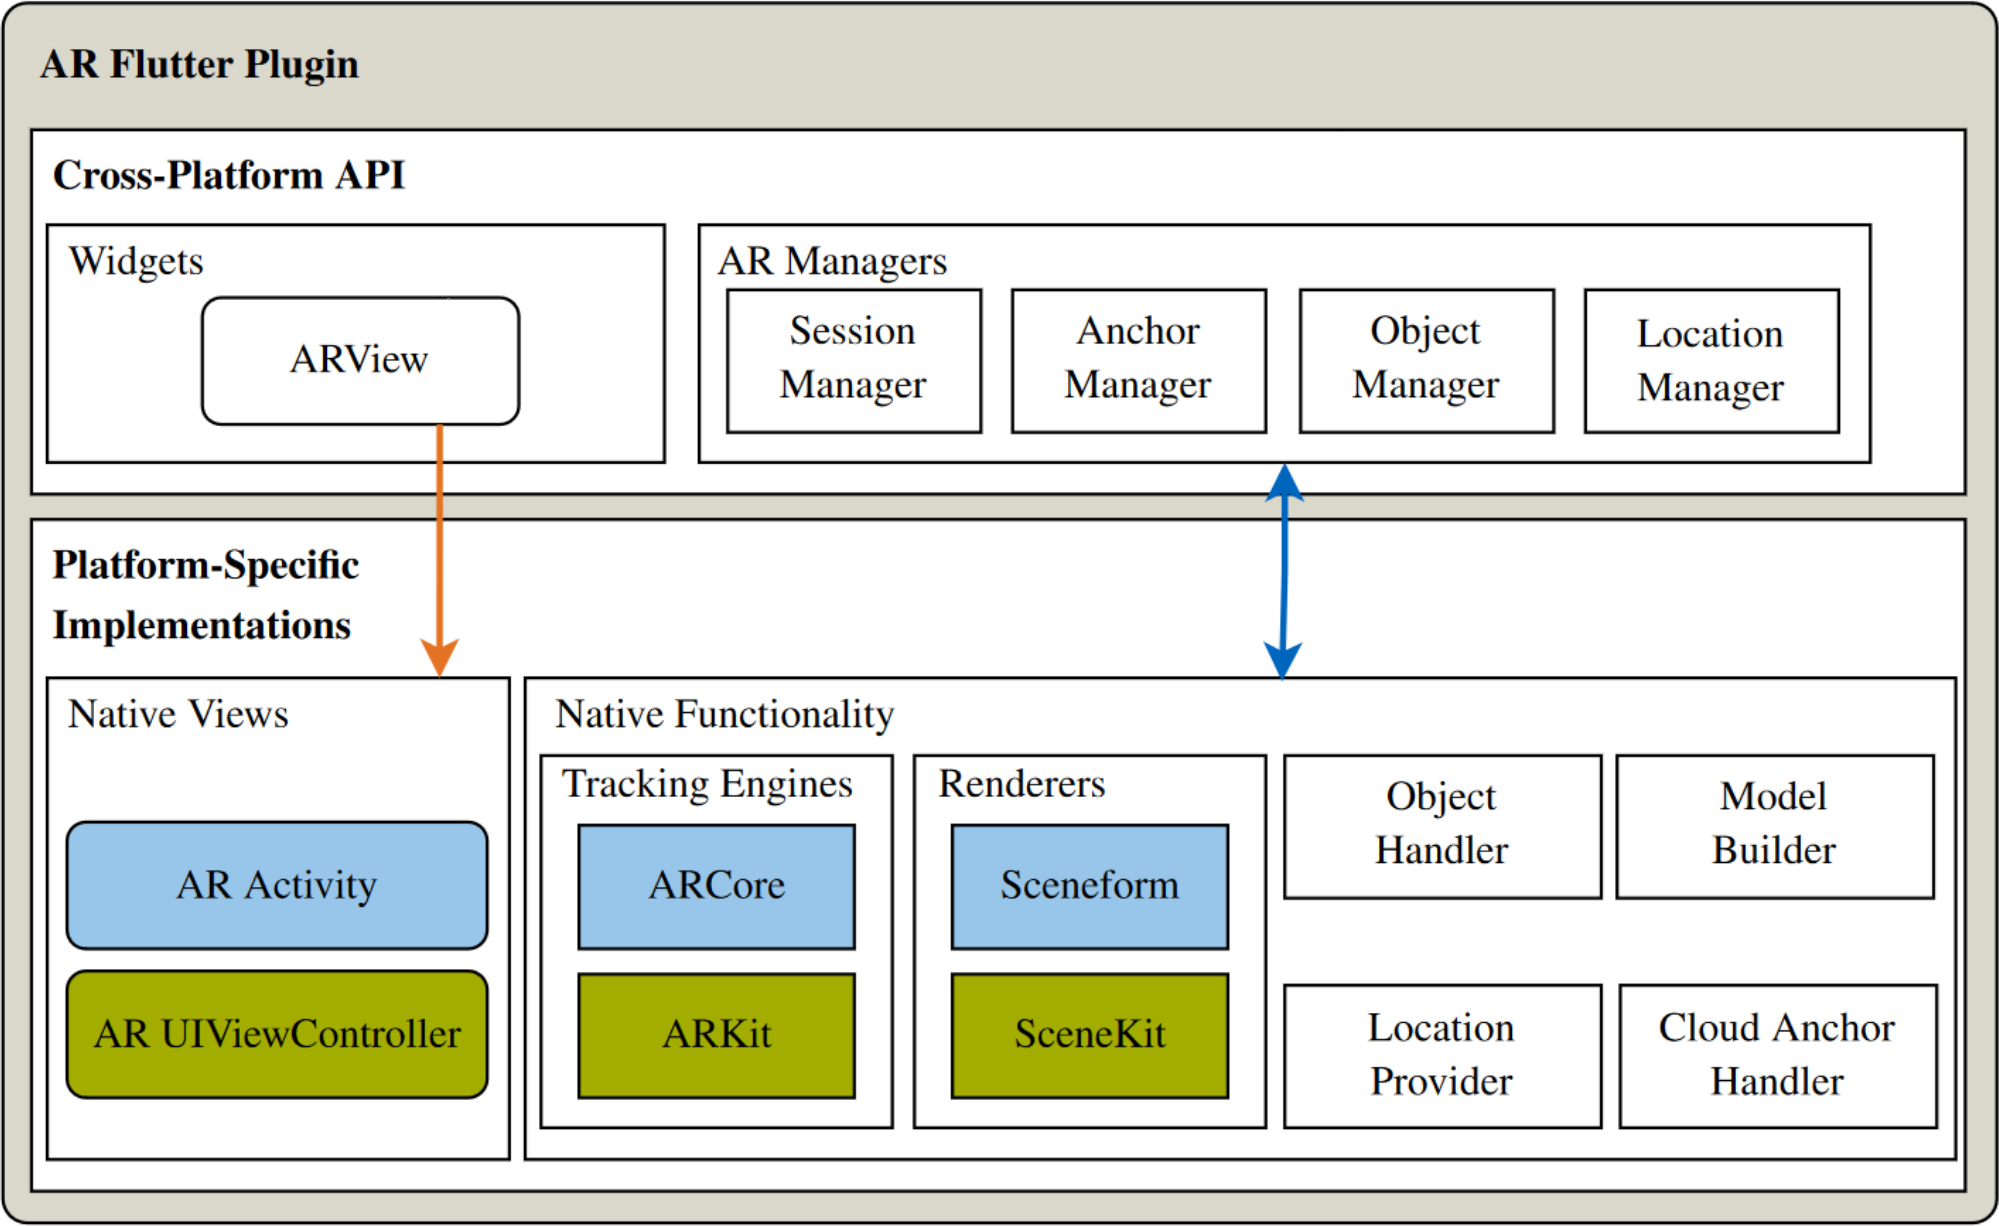 AR Flutter Plugin
Cross-Platform API
Widgets
ARView
AR Managers
Session
Manager
Anchor
Manager
Object
Manager
Location
Manager
Platform-Specific
Implementations
Native Views
AR Activity
AR UIViewController
Native Functionality
Tracking Engines
ARCore
ARKit
Renderers
Sceneform
SceneKit
Object
Handler
Model
Builder
Location
Provider
Cloud Anchor
Handler